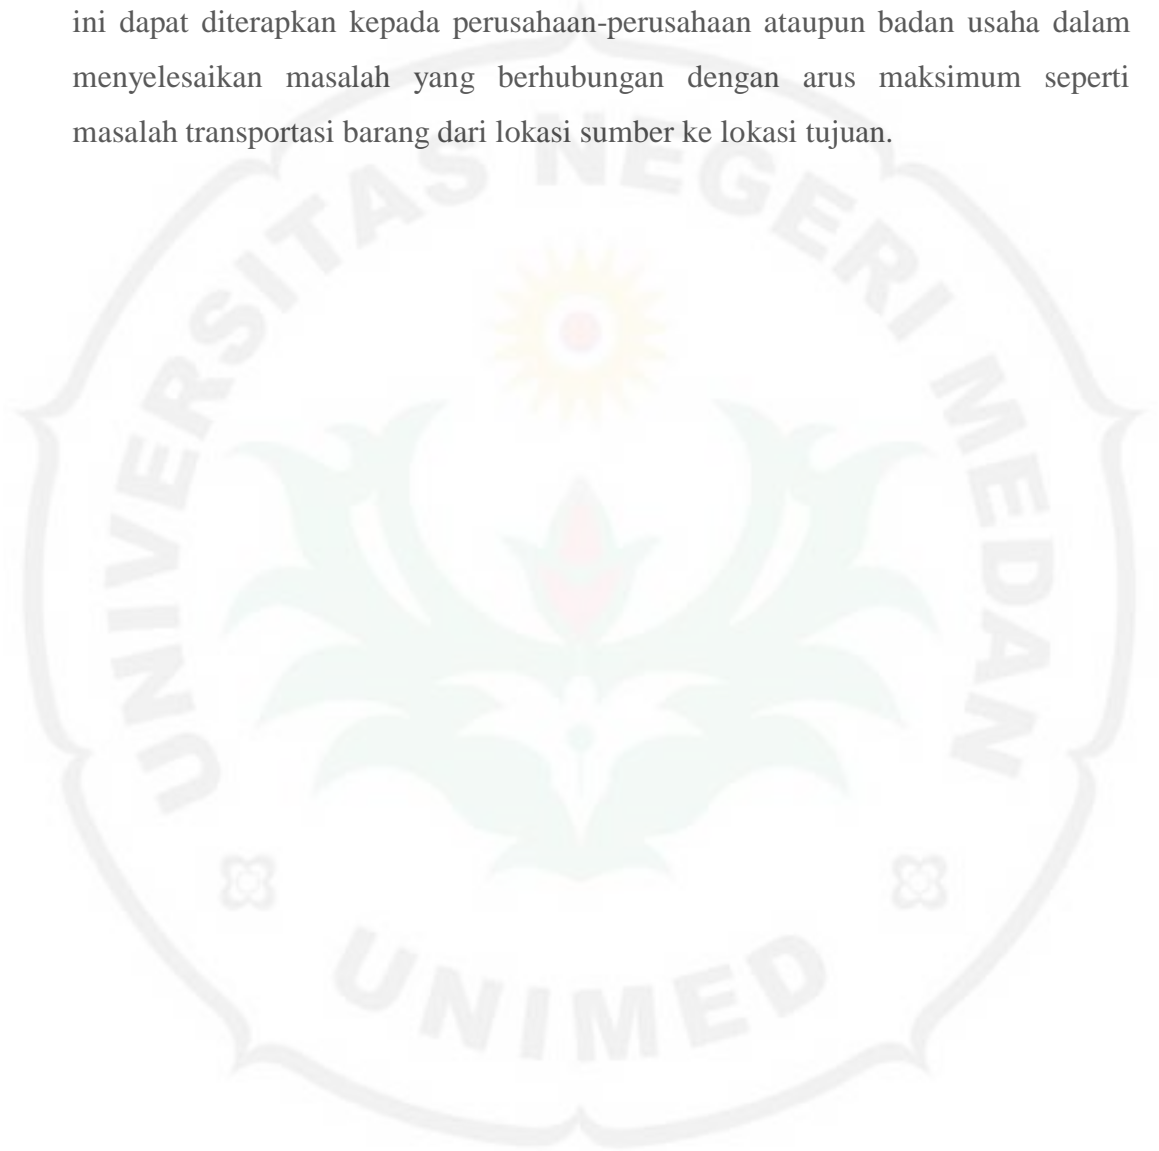 ini dapat diterapkan kepada perusahaan-perusahaan ataupun badan usaha dalam
menyelesaikan masalah yang berhubungan dengan arus maksimum seperti
masalah transportasi barang dari lokasi sumber ke lokasi tujuan.
UNIVERSITAS NEGERI MEDAN
UNIMED